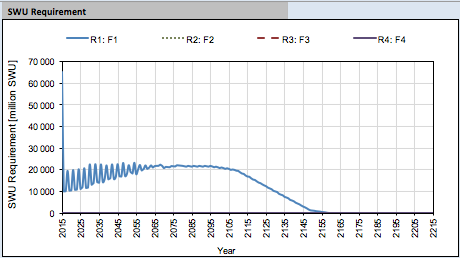 SWU Requirement
R1: F1 R2: F2 R3: F3 R4: F4
SWU Requirement [million SWU]
70 000
60 000
50 000
40 000
30 000
20 000
10 000
0
2015 2025 2035 2045 2055 2065 2075 2085 2095 2105 2115 2125 2135 2145 2155 2165 2175 2185 2195 2205 2215
Year